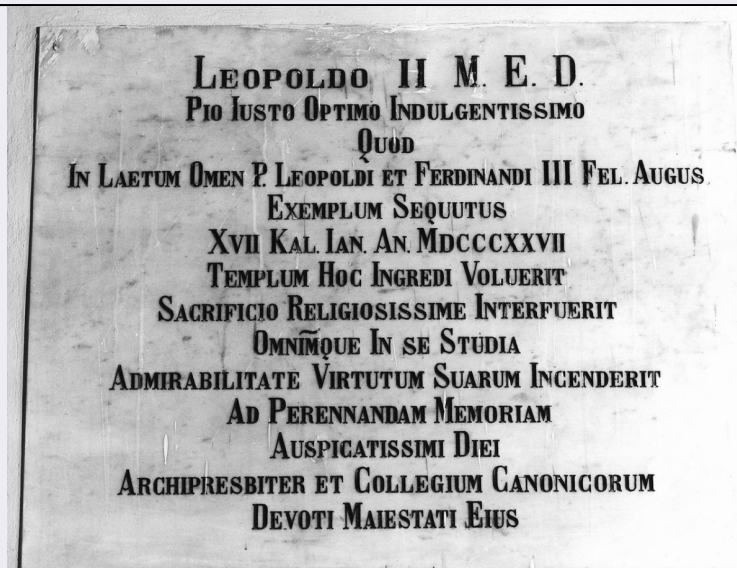 LEOPOLDO II M. E. D.
PIO IUSTO OPTIMO INDULGENTISSIMO
QUOD
IN LAETUM OMEN P. LEOPOLDI ET FERDINANDI III FEL. AUGUS
EXEMPLUM SEQUUTUS
XVII KAL. IAN. AN. MDCCCXXVII
TEMPLUM HOC INGREDI VOLUERIT
SACRIFICIO RELIGIOSISSIME INTERFUERIT
OMNIM̃QUE IN SE STUDIA
ADMIRABILITATE VIRTUTUM SUARUM INCENDERIT
AD PERENNANDAM MEMORIAM
AUSPICATISSIMI DIEI
ARCHIPRESBITER ET COLLEGIUM CANONICORUM
DEVOTI MAIESTATI EIUS